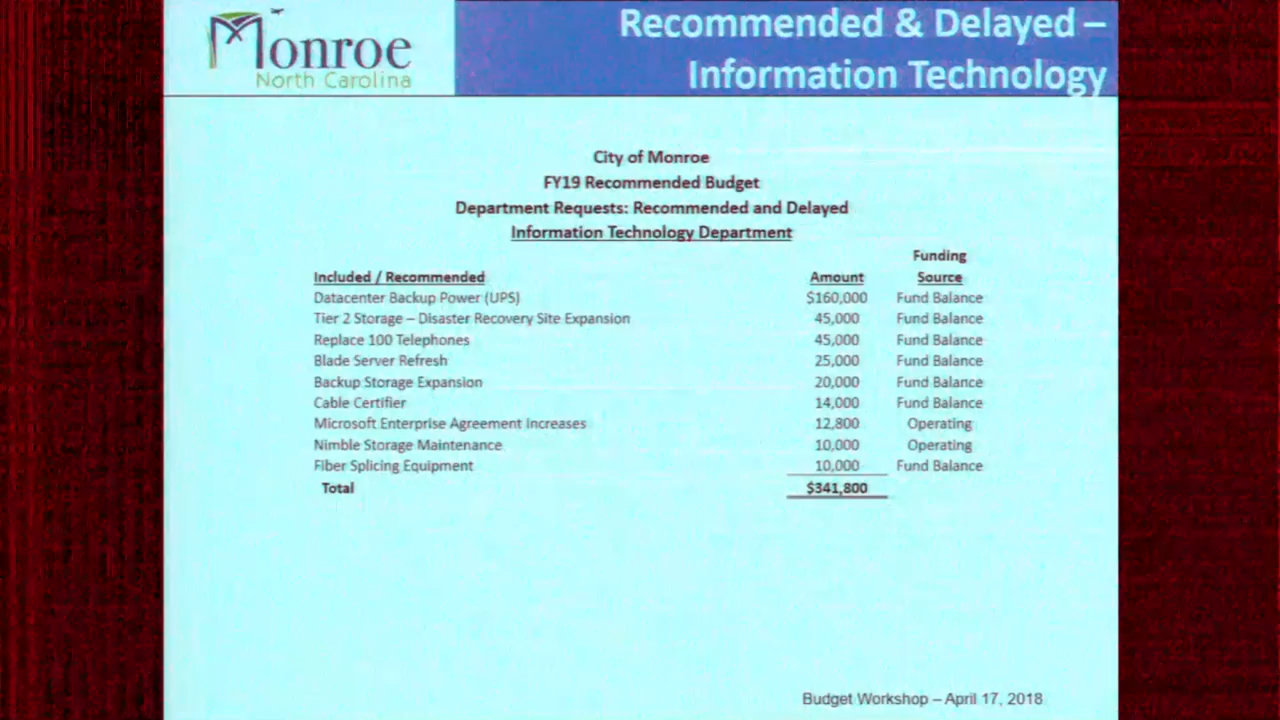 Monroe
North Carolina
Recommended & Delayed –
Information Technology
City of Monroe
FY19 Recommended Budget
Department Requests: Recommended and Delayed
Information Technology Department
Funding
Included / Recommended Amount Source
Datacenter Backup Power (UPS) $160,000 Fund Balance
Tier 2 Storage – Disaster Recovery Site Expansion 45,000 Fund Balance
Replace 100 Telephones 45,000 Fund Balance
Blade Server Refresh 25,000 Fund Balance
Backup Storage Expansion 20,000 Fund Balance
Cable Certifier 14,000 Fund Balance
Microsoft Enterprise Agreement Increases 12,800 Operating
Nimble Storage Maintenance 10,000 Operating
Fiber Splicing Equipment 10,000 Fund Balance
Total $341,800
Budget Workshop – April 17, 2018